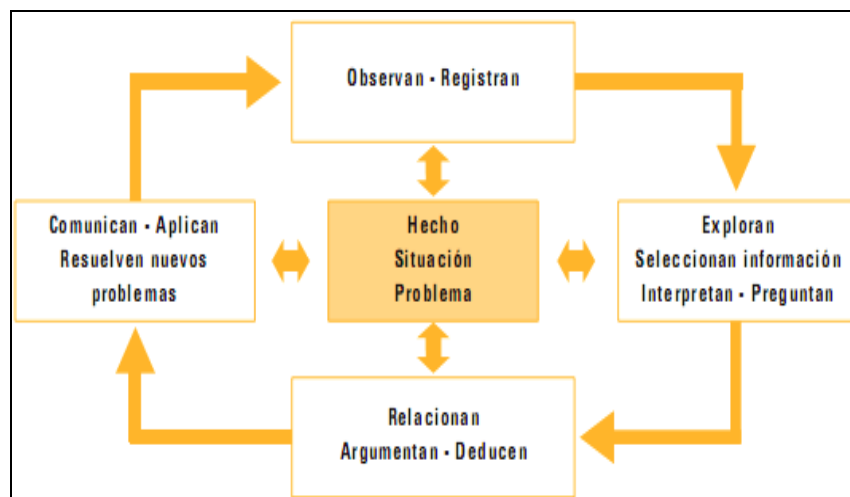 Observan - Registran
Comunican - Aplican
Resuelven nuevos
problemas
Hecho
Situación
Problema
Exploran
Seleccionan información
Interpretan - Preguntan
Relacionan
Argumentan - Deducen